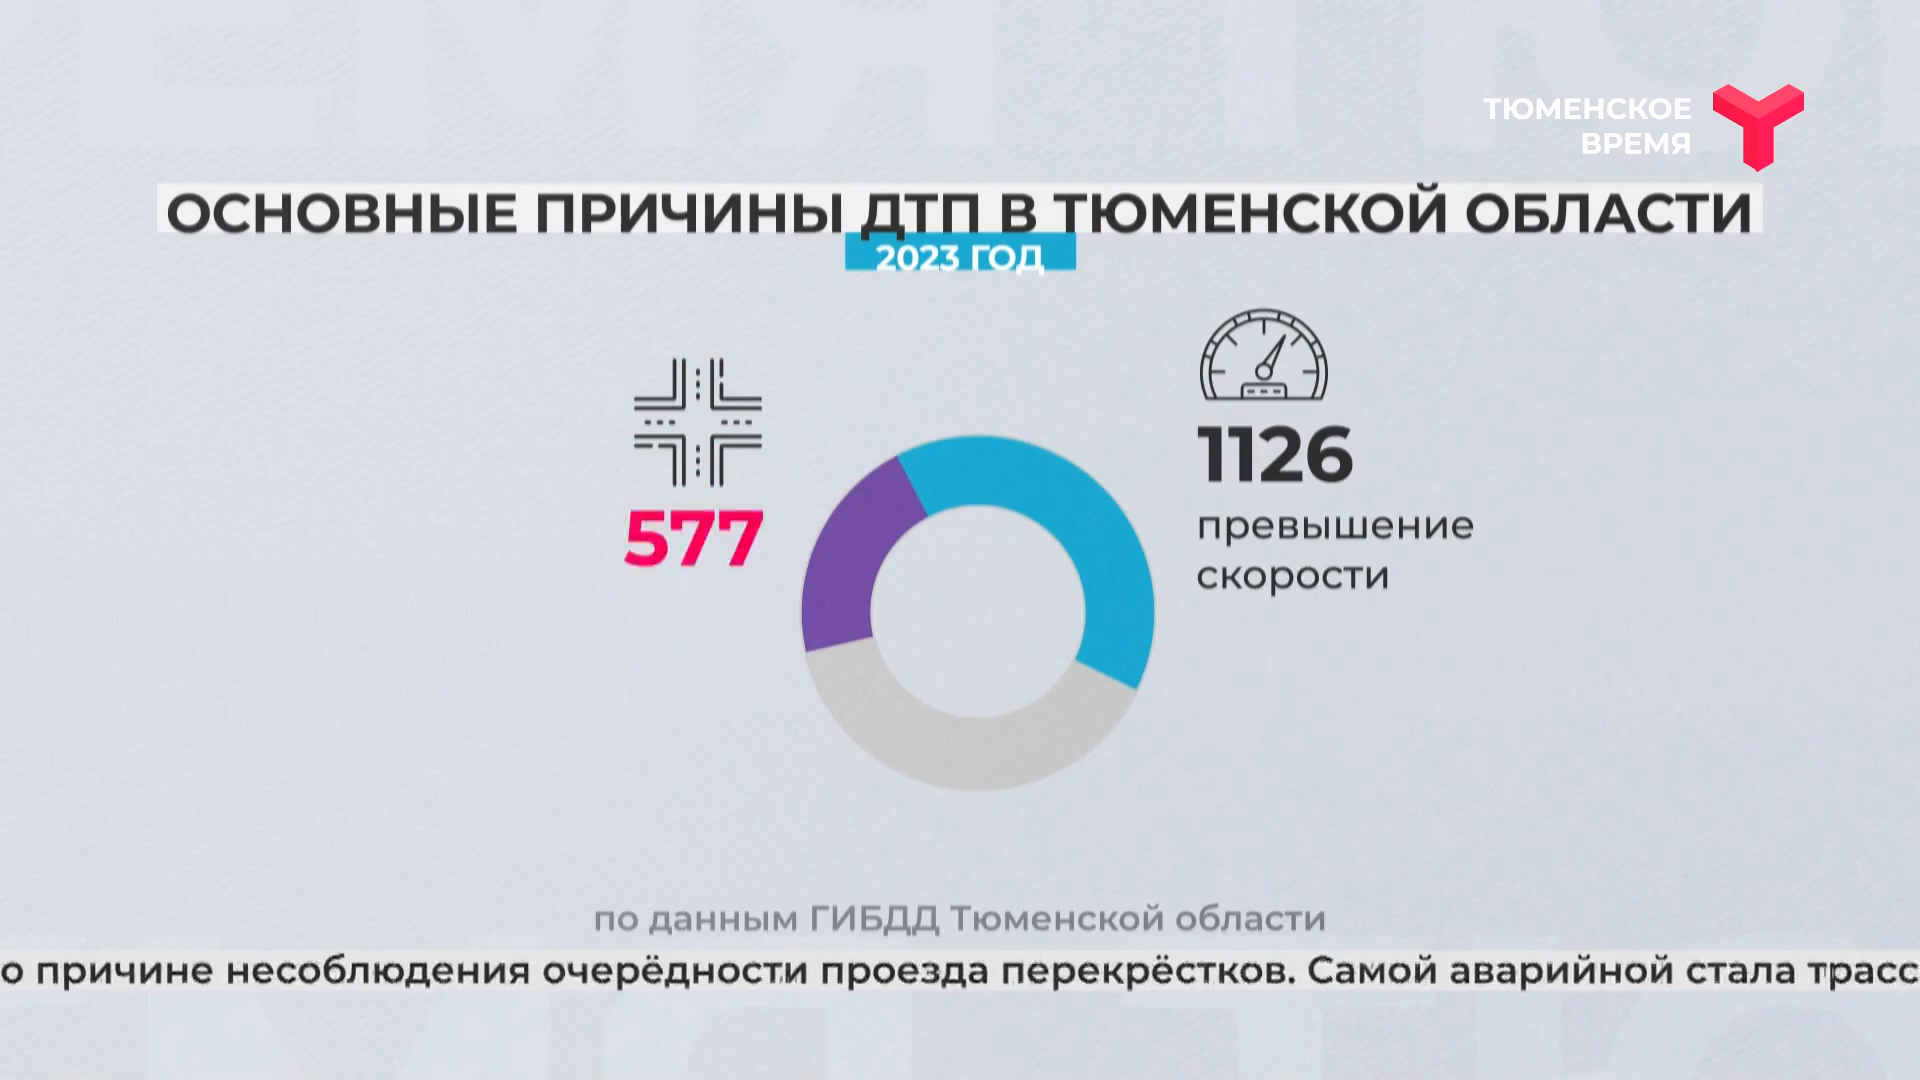 ТЮМЕНСКОЕ
ВРЕМЯ
ОСНОВНЫЕ ПРИЧИНЫ ДТП В ТЮМЕНСКОЙ ОБЛАСТИ
2023 ГОД
577
1126
превышение
скорости
по данным ГИБДД Тюменской области
о причине несоблюдения очерёдности проезда перекрёстков. Самой аварийной стала трасс